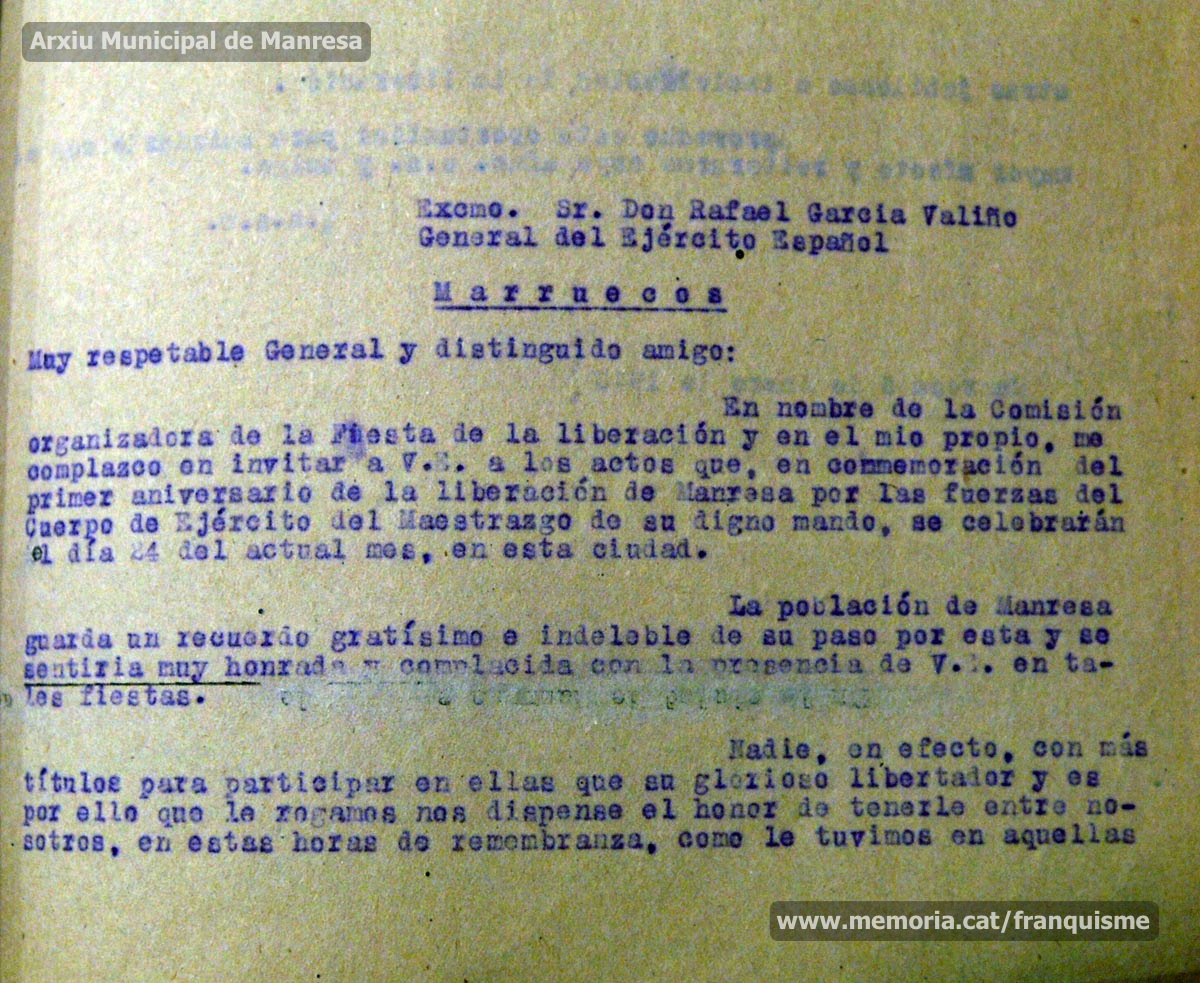 Arxiu Municipal de Manresa
Excmo. Sr. Don Rafael Garcia Valiño
General del Ejército Español
Marruecos
Muy respetable General y distinguido amigo:
En nombre de la Comisión
organizadora de la Fiesta de la liberación y en el mio propio, me
complazco en invitar a V.E. a los actos que, en conmemoración del
primer aniversario de la liberación de Manresa por las fuerzas del
Cuerpo de Ejército del Maestrazgo de su digno mando, se celebrarán
el día 24 del actual mes, en esta ciudad.
La población de Manresa
guarda un recuerdo gratísimo e indeleble de su paso por esta y se
sentiria muy honrada y complacida con la presencia de V.E. en ta-
les fiestas.
Nadie, en efecto, con más
títulos para participar en ellas que su glorioso libertador y es
por ello que le rogamos nos dispense el honor de tenerle entre no-
sotros, en estas horas de remembranza, como le tuvimos en aquellas
www.memoria.cat/franquisme